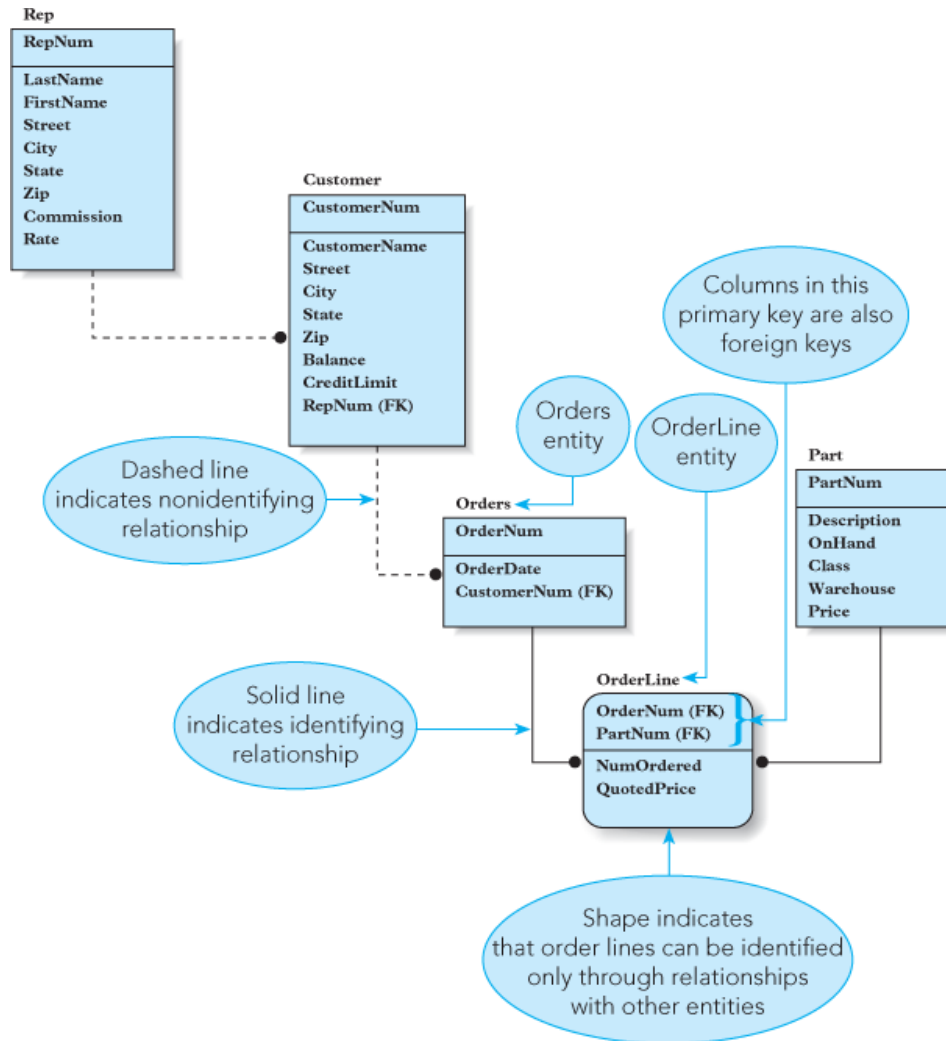 Rep
RepNum
LastName
FirstName
Street
City
State
Zip
Commission
Rate
Customer
CustomerNum
CustomerName
Street
City
State
Zip
Balance
CreditLimit
RepNum (FK)
Columns in this
primary key are also
foreign keys
Orders
entity
OrderLine
entity
Dashed line
indicates nonidentifying
relationship
Orders
OrderNum
OrderDate
CustomerNum (FK)
Part
PartNum
Description
OnHand
Class
Warehouse
Price
Solid line
indicates identifying
relationship
OrderLine
OrderNum (FK)
PartNum (FK)
NumOrdered
QuotedPrice
Shape indicates
that order lines can be identified
only through relationships
with other entities